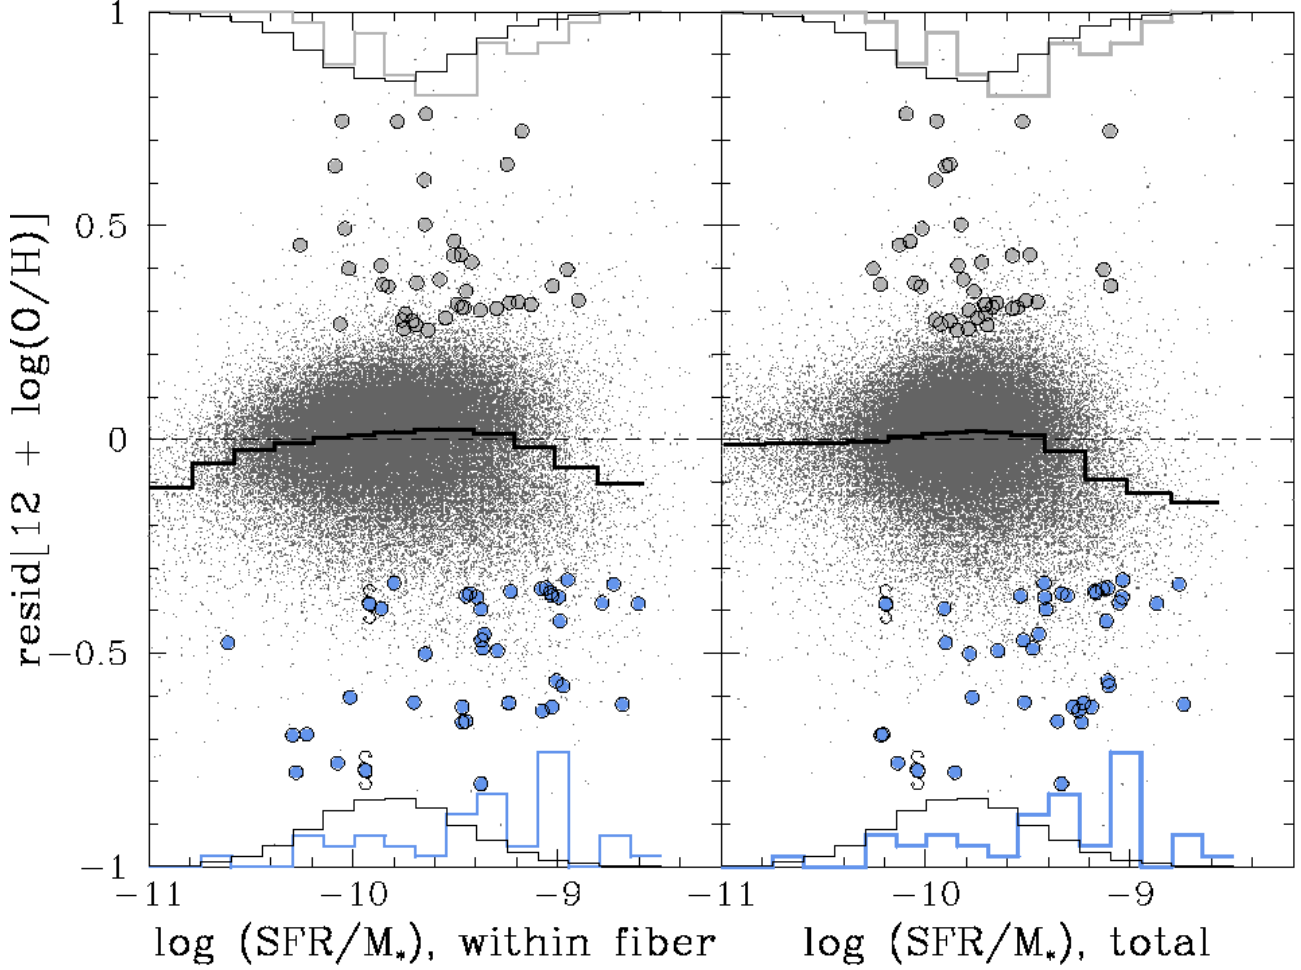 1
0.5
0
−0.5
−1
resid[12 + log(O/H)]
S
S
S
S
S
S
S
S
−11
−10
−9
−11
−10
−9
log (SFR/M*), within fiber
log (SFR/M*), total